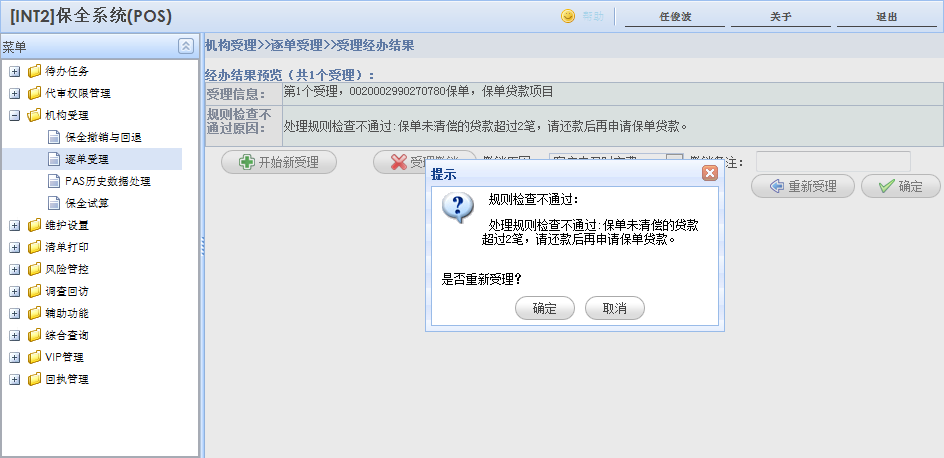 [INT2]保全系统(POS)
帮助
任俊波
关于
退出
菜单
待办任务
代审权限管理
机构受理
保全撤销与回退
逐单受理
PAS历史数据处理
保全试算
维护设置
清单打印
风险管控
调查回访
辅助功能
综合查询
VIP管理
回执管理
机构受理>>逐单受理>>受理经办结果
经办结果预览（共1个受理）：
受理信息：
第1个受理，0020002990270780保单，保单贷款项目
规则检查不
通过原因：
处理规则检查不通过:保单未清偿的贷款超过2笔，请还款后再申请保单贷款。
开始新受理
重新受理
确定
提示
规则检查不通过：
处理规则检查不通过:保单未清偿的贷款
超过2笔，请还款后再申请保单贷款。
是否重新受理？
确定
取消